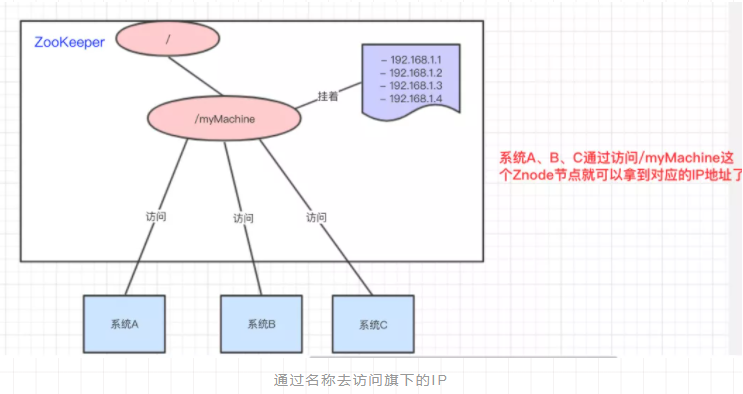 ZooKeeper
/
– 192.168.1.1
– 192.168.1.2
– 192.168.1.3
– 192.168.1.4
挂着
/myMachine
系统A、B、C通过访问/myMachine这
个Znode节点就可以拿到对应的IP地址了
访问
访问
访问
系统A
系统B
系统C
通过名称去访问旗下的IP